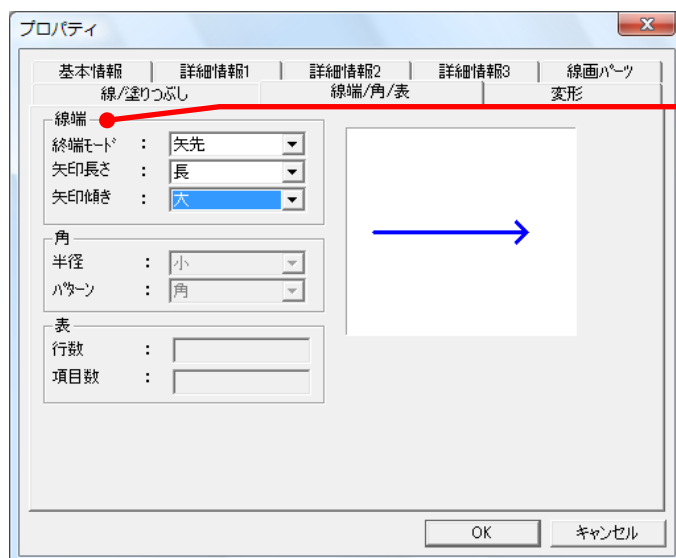 プロパティ
基本情報 詳細情報1 詳細情報2 詳細情報3 線画パーツ
線/塗りつぶし 線端/角/表 変形
線端
終端モード : 矢先
矢印長さ : 長
矢印傾き : 大
角
半径 : 小
パターン : 角
表
行数 :
項目数 :
OK キャンセル